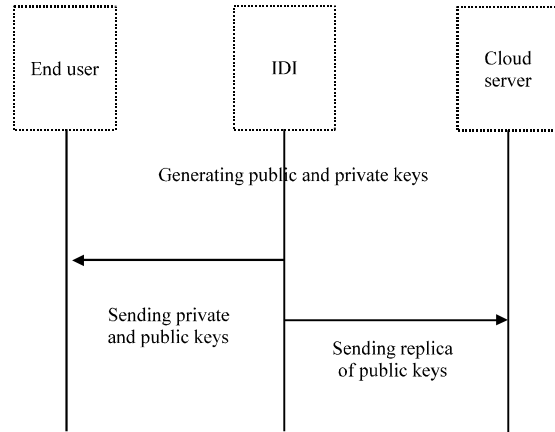 End user
IDI
Cloud
server
Generating public and private keys
Sending private
and public keys
Sending replica
of public keys